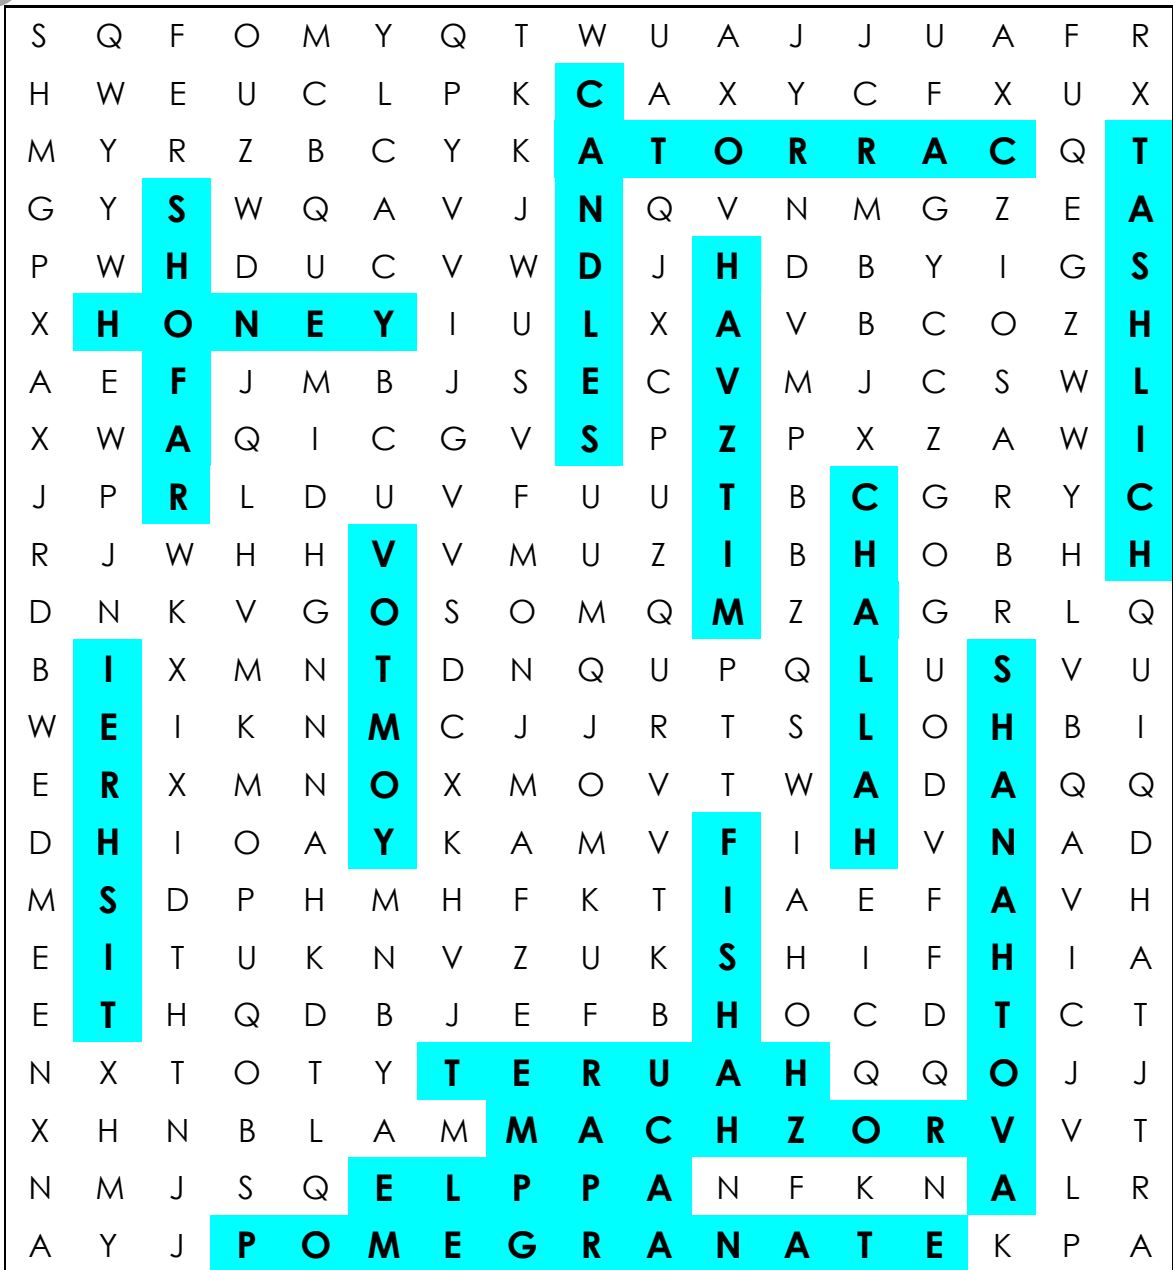 S Q F O M Y Q T W U A J J U A F R
H W E U C L P K C A X Y C F X U X
M Y R Z B C Y K A T O R R A C Q T
G Y S W Q A V J N Q V N M G Z E A
P W H D U C V W D J H D B Y I G S
X H O N E Y I U L X A V B C O Z H
A E F J M B J S E C V M J C S W L
X W A Q I C G V S P Z P X Z A W I
J P R L D U V F U U T B C G R Y C
R J W H H V V M U Z I B H O B H H
D N K V G O S O M Q M Z A G R L Q
B I X M N T D N Q U P Q L U S V U
W E I K N M C J J R T S L O H B I
E R X M N O X M O V T W A D A Q Q
D H I O A Y K A M V F I H V N A D
M S D P H M H F K T I A E F A V H
E I T U K N V Z U K S H I F H I A
E T H Q D B J E F B H O C D T C T
N X T O T Y T E R U A H Q Q O J J
X H N B L A M M A C H Z O R V V T
N M J S Q E L P P A N F K N A L R
A Y J P O M E G R A N A T E K P A